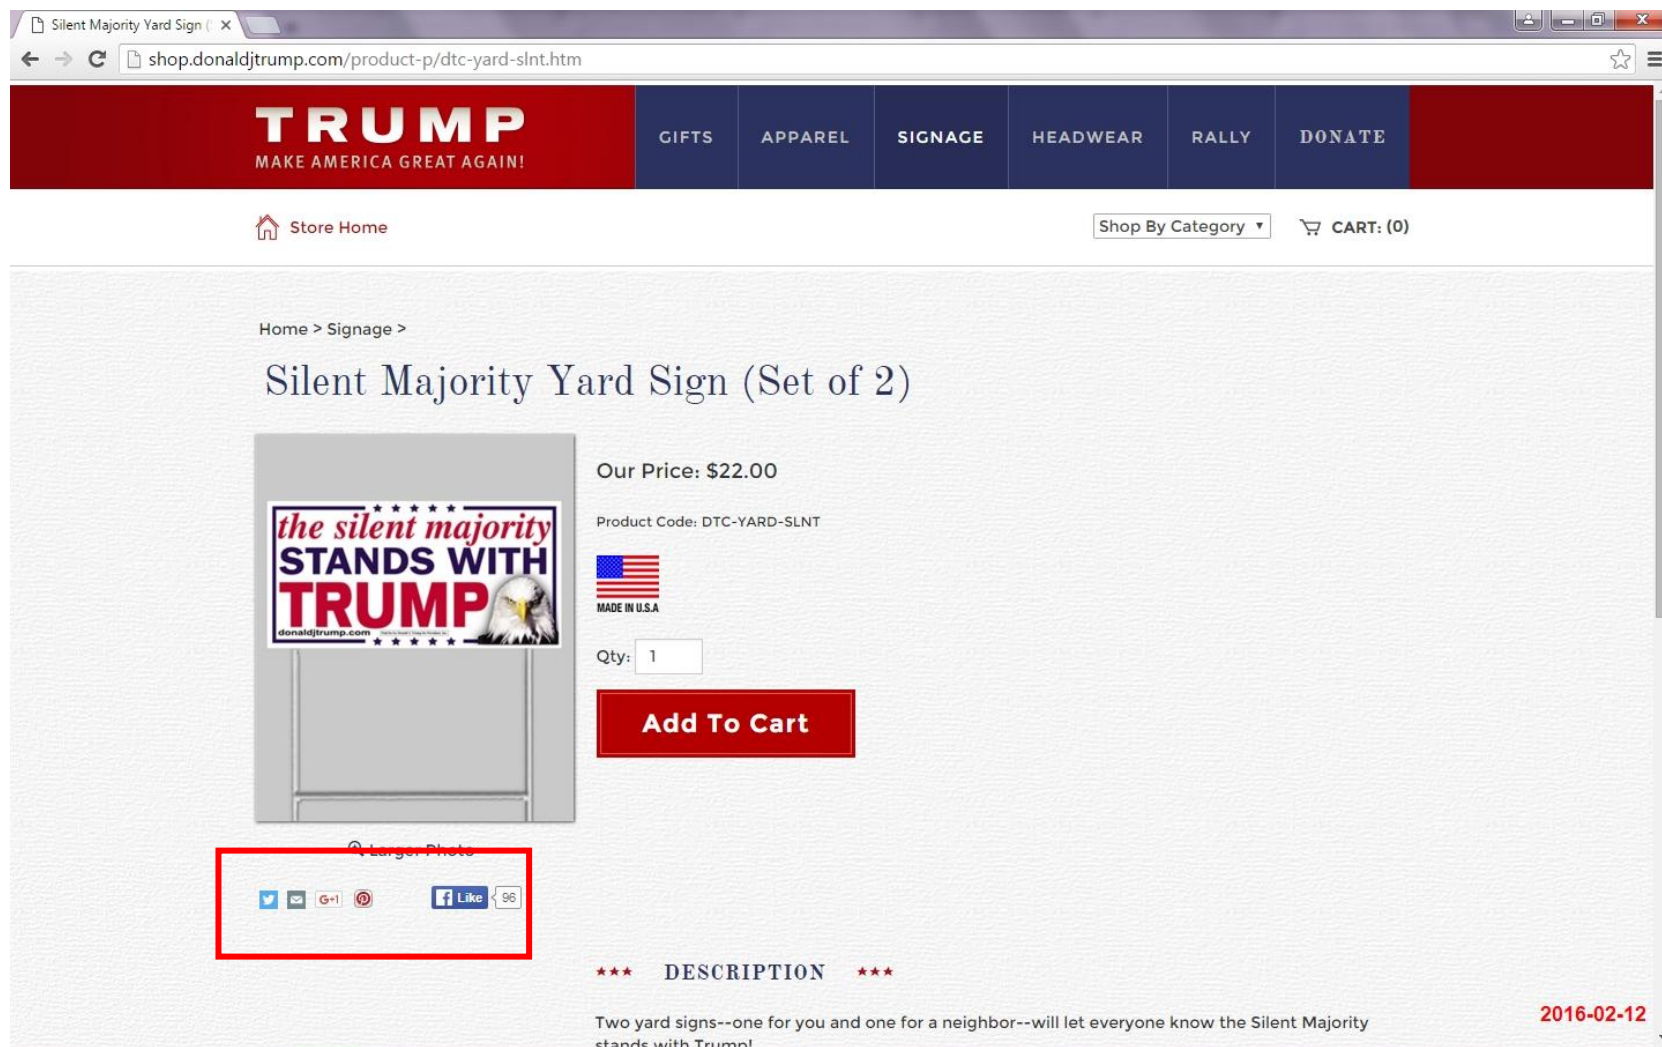 Silent Majority Yard Sign (
shop.donaldjtrump.com/product-p/dtc-yard-slnt.htm
TRUMP
MAKE AMERICA GREAT AGAIN!
GIFTS APPAREL SIGNAGE HEADWEAR RALLY DONATE
Store Home
Shop By Category
CART: (0)
Home > Signage >
Silent Majority Yard Sign (Set of 2)
the silent majority
STANDS WITH
TRUMP
donaldjtrump.com
Our Price: $22.00
Product Code: DTC-YARD-SLNT
MADE IN U.S.A
Qty: 1
Add To Cart
Larger Photo
G+1
Like 96
DESCRIPTION
Two yard signs--one for you and one for a neighbor--will let everyone know the Silent Majority
stands with Trump!
2016-02-12